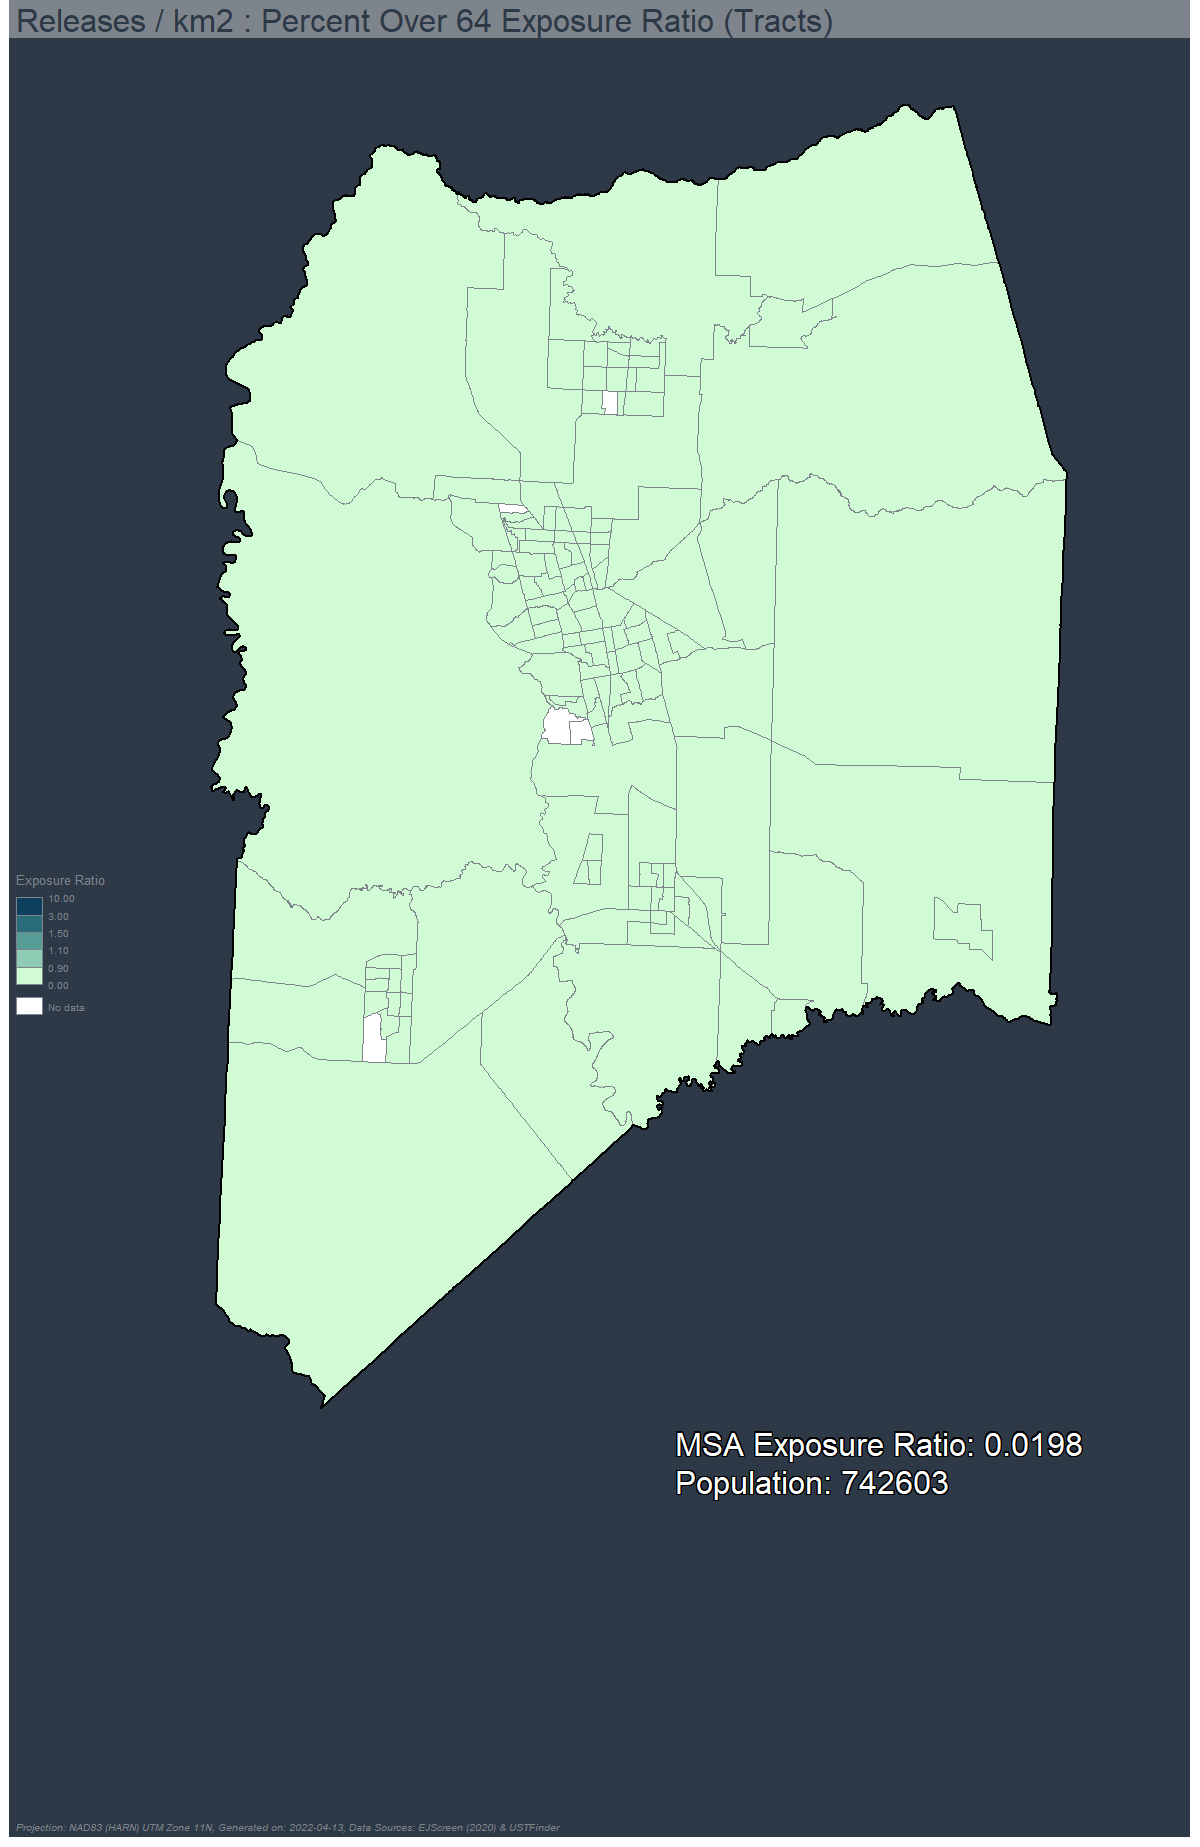 Releases / km2 : Percent Over 64 Exposure Ratio (Tracts)
Exposure Ratio
10.00
3.00
1.50
1.10
0.90
0.00
No data
MSA Exposure Ratio: 0.0198
Population: 742603
Projection: NAD83 (HARN) UTM Zone 11N, Generated on: 2022-04-13, Data Sources: EJScreen (2020) & USTFinder